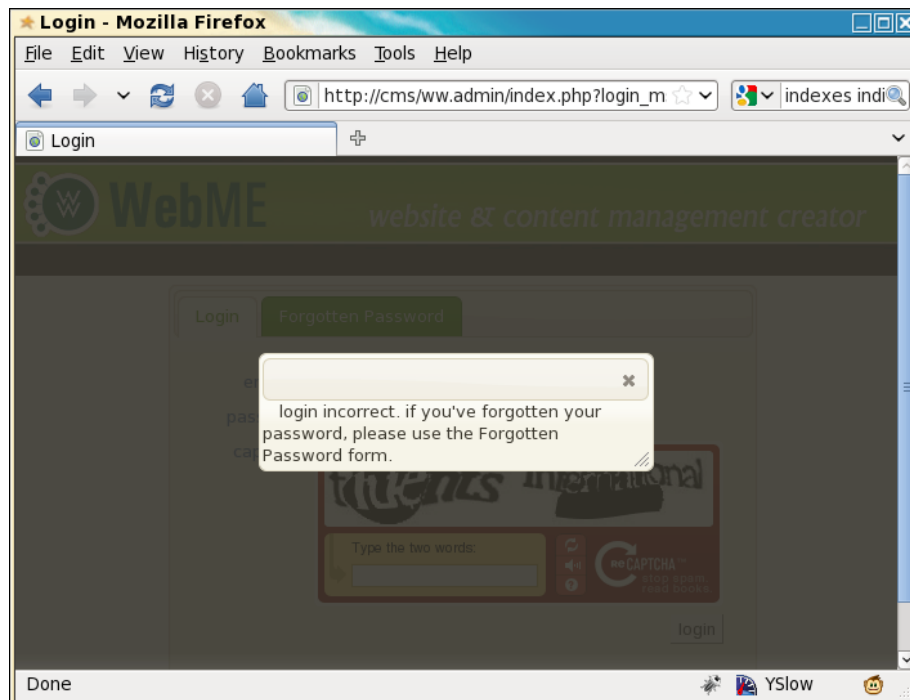 Login - Mozilla Firefox
File Edit View History Bookmarks Tools Help
http://cms/ww.admin/index.php?login_m
indexes indi
Login
WebME
website & content management creator
Login Forgotten Password
login incorrect. if you've forgotten your
password, please use the Forgotten
Password form.
international
Type the two words:
reCAPTCHA™
stop spam.
read books.
login
Done YSlow